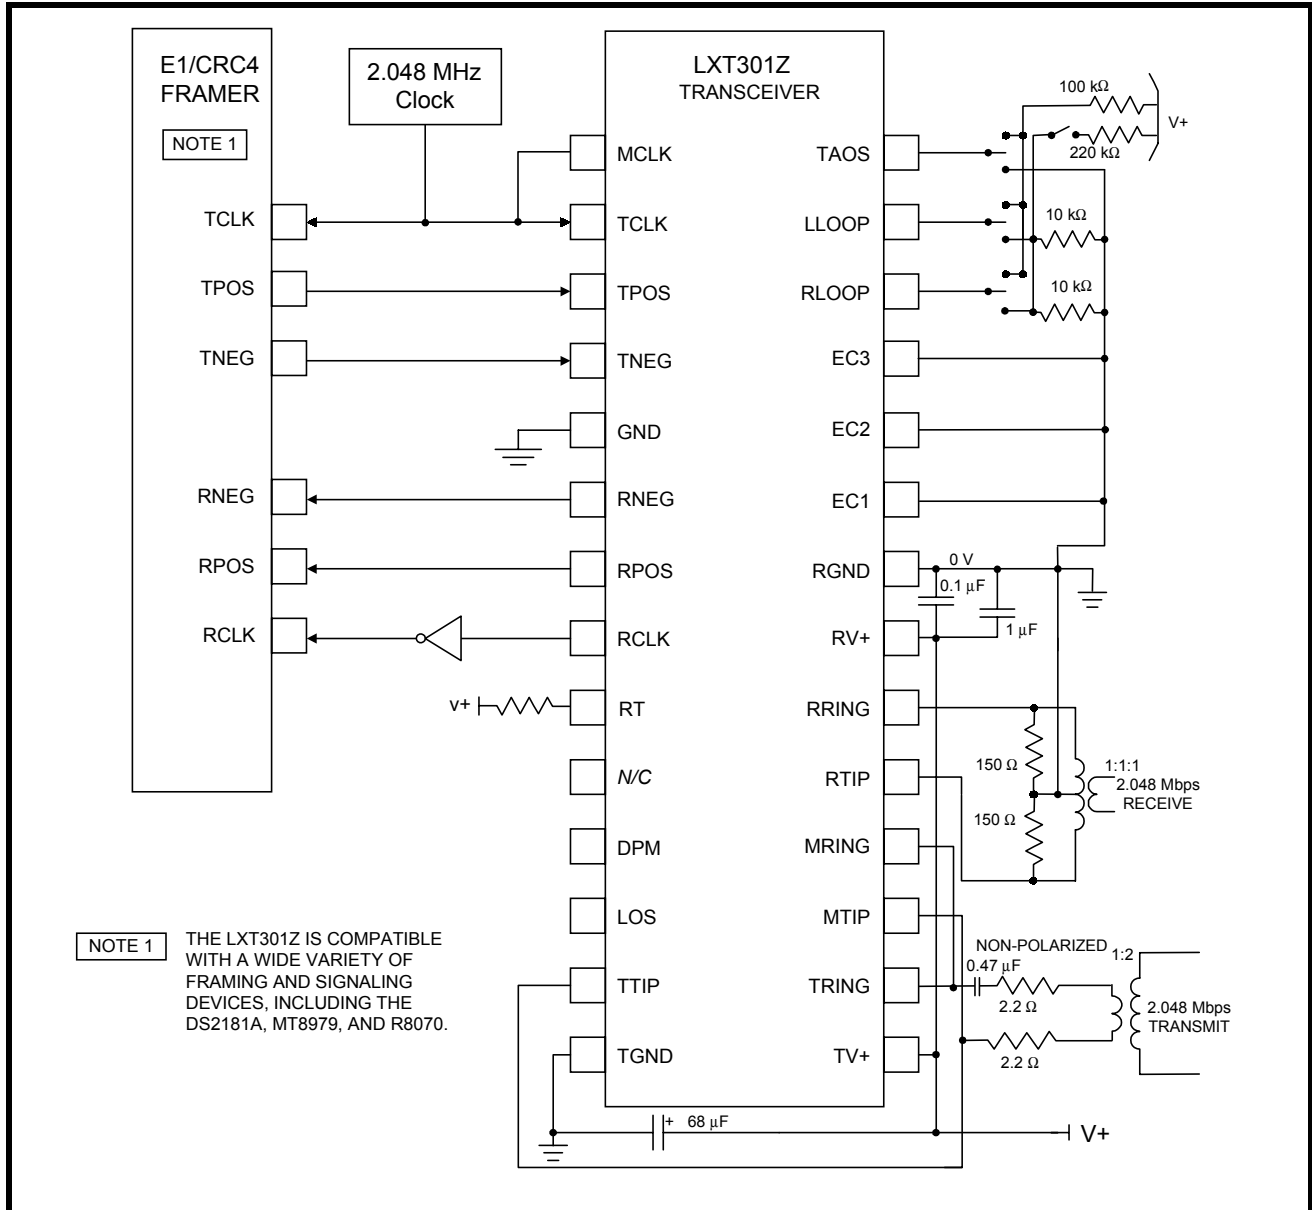 E1/CRC4
FRAMER
NOTE 1
TCLK
TPOS
TNEG
RNEG
RPOS
RCLK
2.048 MHz
Clock
LXT301Z
TRANSCEIVER
MCLK
TCLK
TPOS
TNEG
GND
RNEG
RPOS
RCLK
v+
RT
N/C
DPM
LOS
TTIP
TGND
TAOS
LLOOP
RLOOP
EC3
EC2
EC1
RGND
RV+
RRING
RTIP
MRING
MTIP
TRING
TV+
100 kΩ
V+
220 kΩ
10 kΩ
10 kΩ
0 V
0.1 µF
1 µF
150 Ω
150 Ω
1:1:1
2.048 Mbps
RECEIVE
NON-POLARIZED
0.47 µF
1:2
2.2 Ω
2.2 Ω
2.048 Mbps
TRANSMIT
+ 68 µF
V+
NOTE 1
THE LXT301Z IS COMPATIBLE
WITH A WIDE VARIETY OF
FRAMING AND SIGNALING
DEVICES, INCLUDING THE
DS2181A, MT8979, AND R8070.